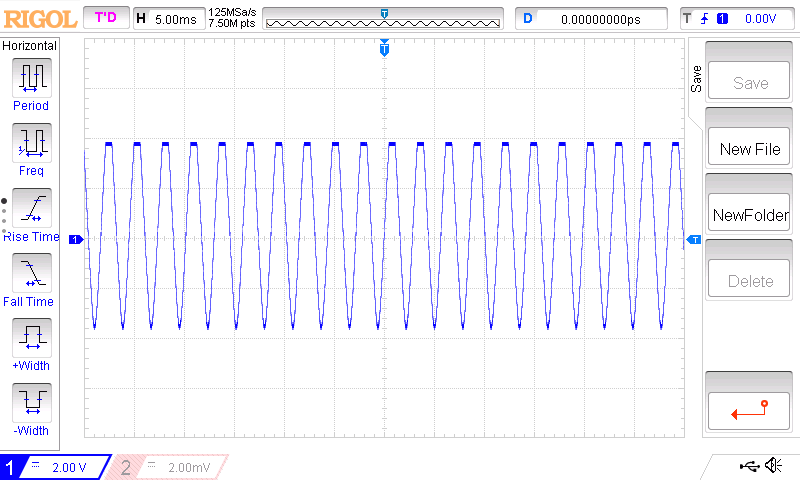 RIGOL T'D H 5.00ms 125MSa/s 7.50M pts T D 0.00000000ps T 1 0.00V
Horizontal
Period
Freq
Rise Time
Fall Time
+Width
-Width
T
1
T
Save
Save
New File
NewFolder
Delete
1 2.00 V 2 2.00mV